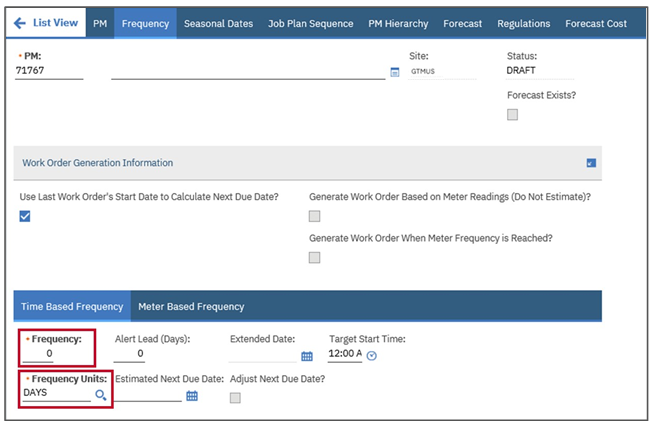 List View PM Frequency Seasonal Dates Job Plan Sequence PM Hierarchy Forecast Regulations Forecast Cost
PM: Site: Status:
71767 GTMUS DRAFT
Forecast Exists?
Work Order Generation Information
Use Last Work Order's Start Date to Calculate Next Due Date? Generate Work Order Based on Meter Readings (Do Not Estimate)?
Generate Work Order When Meter Frequency is Reached?
Time Based Frequency Meter Based Frequency
Frequency: Alert Lead (Days): Extended Date: Target Start Time:
0 0 12:00 A
Frequency Units: Estimated Next Due Date: Adjust Next Due Date?
DAYS